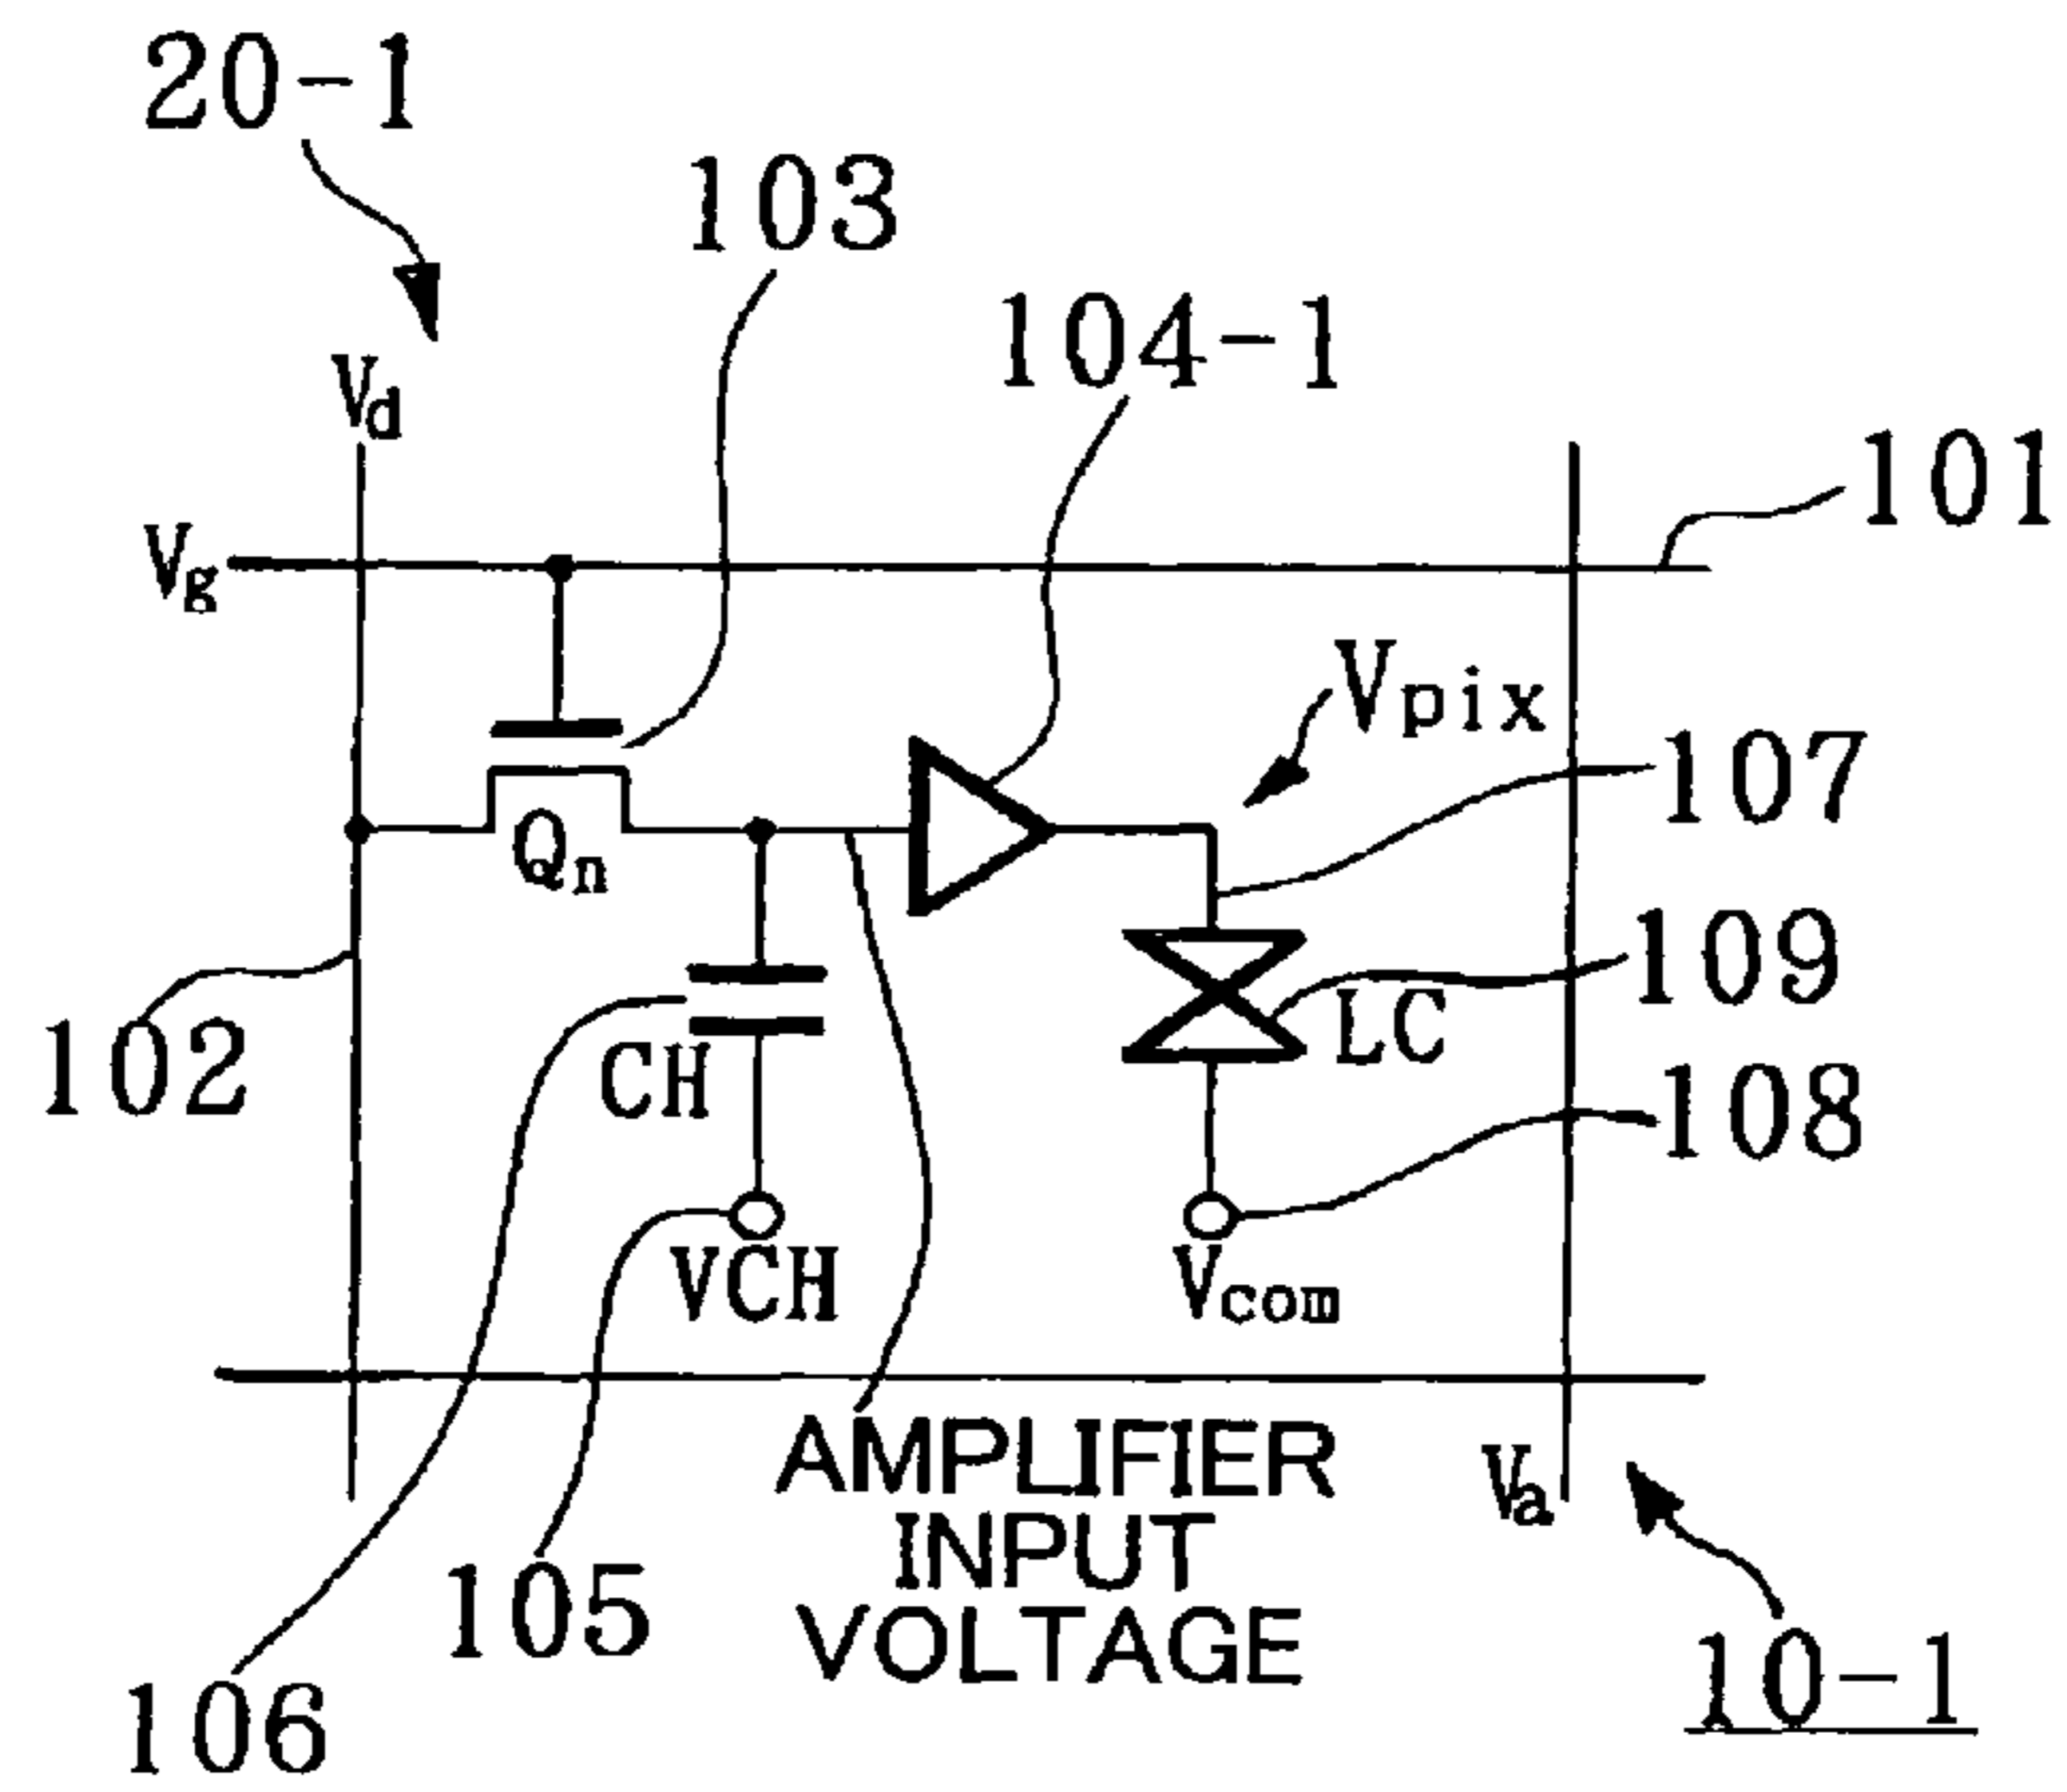 20-1
103
104-1
Vd
101
Vg
Vpix
107
Qn
109
LC
102
CH
108
VCH
Vcom
AMPLIFIER
INPUT
VOLTAGE
Va
105
10-1
106